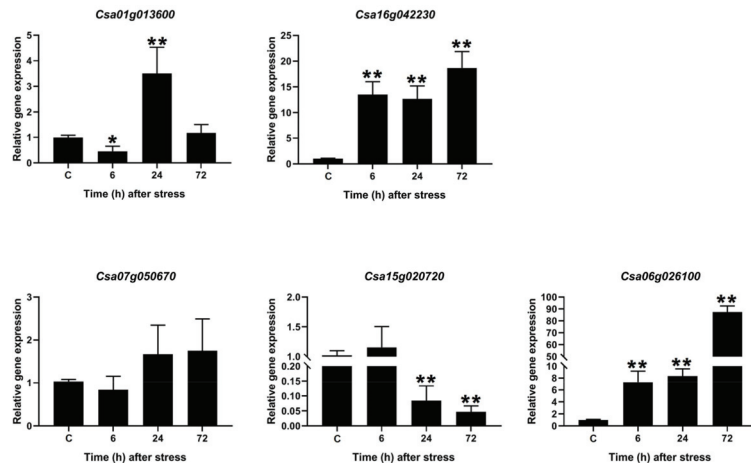 Csa01g013600
Relative gene expression
5
4
3
2
1
0
*
**
C 6 24 72
Time (h) after stress
Csa16g042230
Relative gene expression
25
20
15
10
5
0
**
**
**
C 6 24 72
Time (h) after stress
Csa07g050670
Relative gene expression
3
2
1
0
C 6 24 72
Time (h) after stress
Csa15g020720
Relative gene expression
2.0
1.5
1.0
0.20
0.15
0.10
0.05
0.00
**
**
C 6 24 72
Time (h) after stress
Csa06g026100
Relative gene expression
100
90
80
70
60
50
10
8
6
4
2
0
**
**
**
C 6 24 72
Time (h) after stress